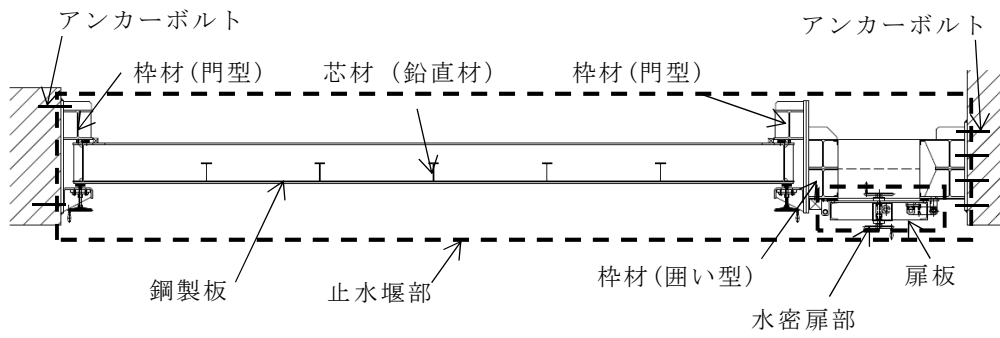 アンカーボルト
アンカーボルト
枠材(門型)
芯材（鉛直材）
枠材(門型)
鋼製板
止水堰部
枠材(囲い型)
扉板
水密扉部